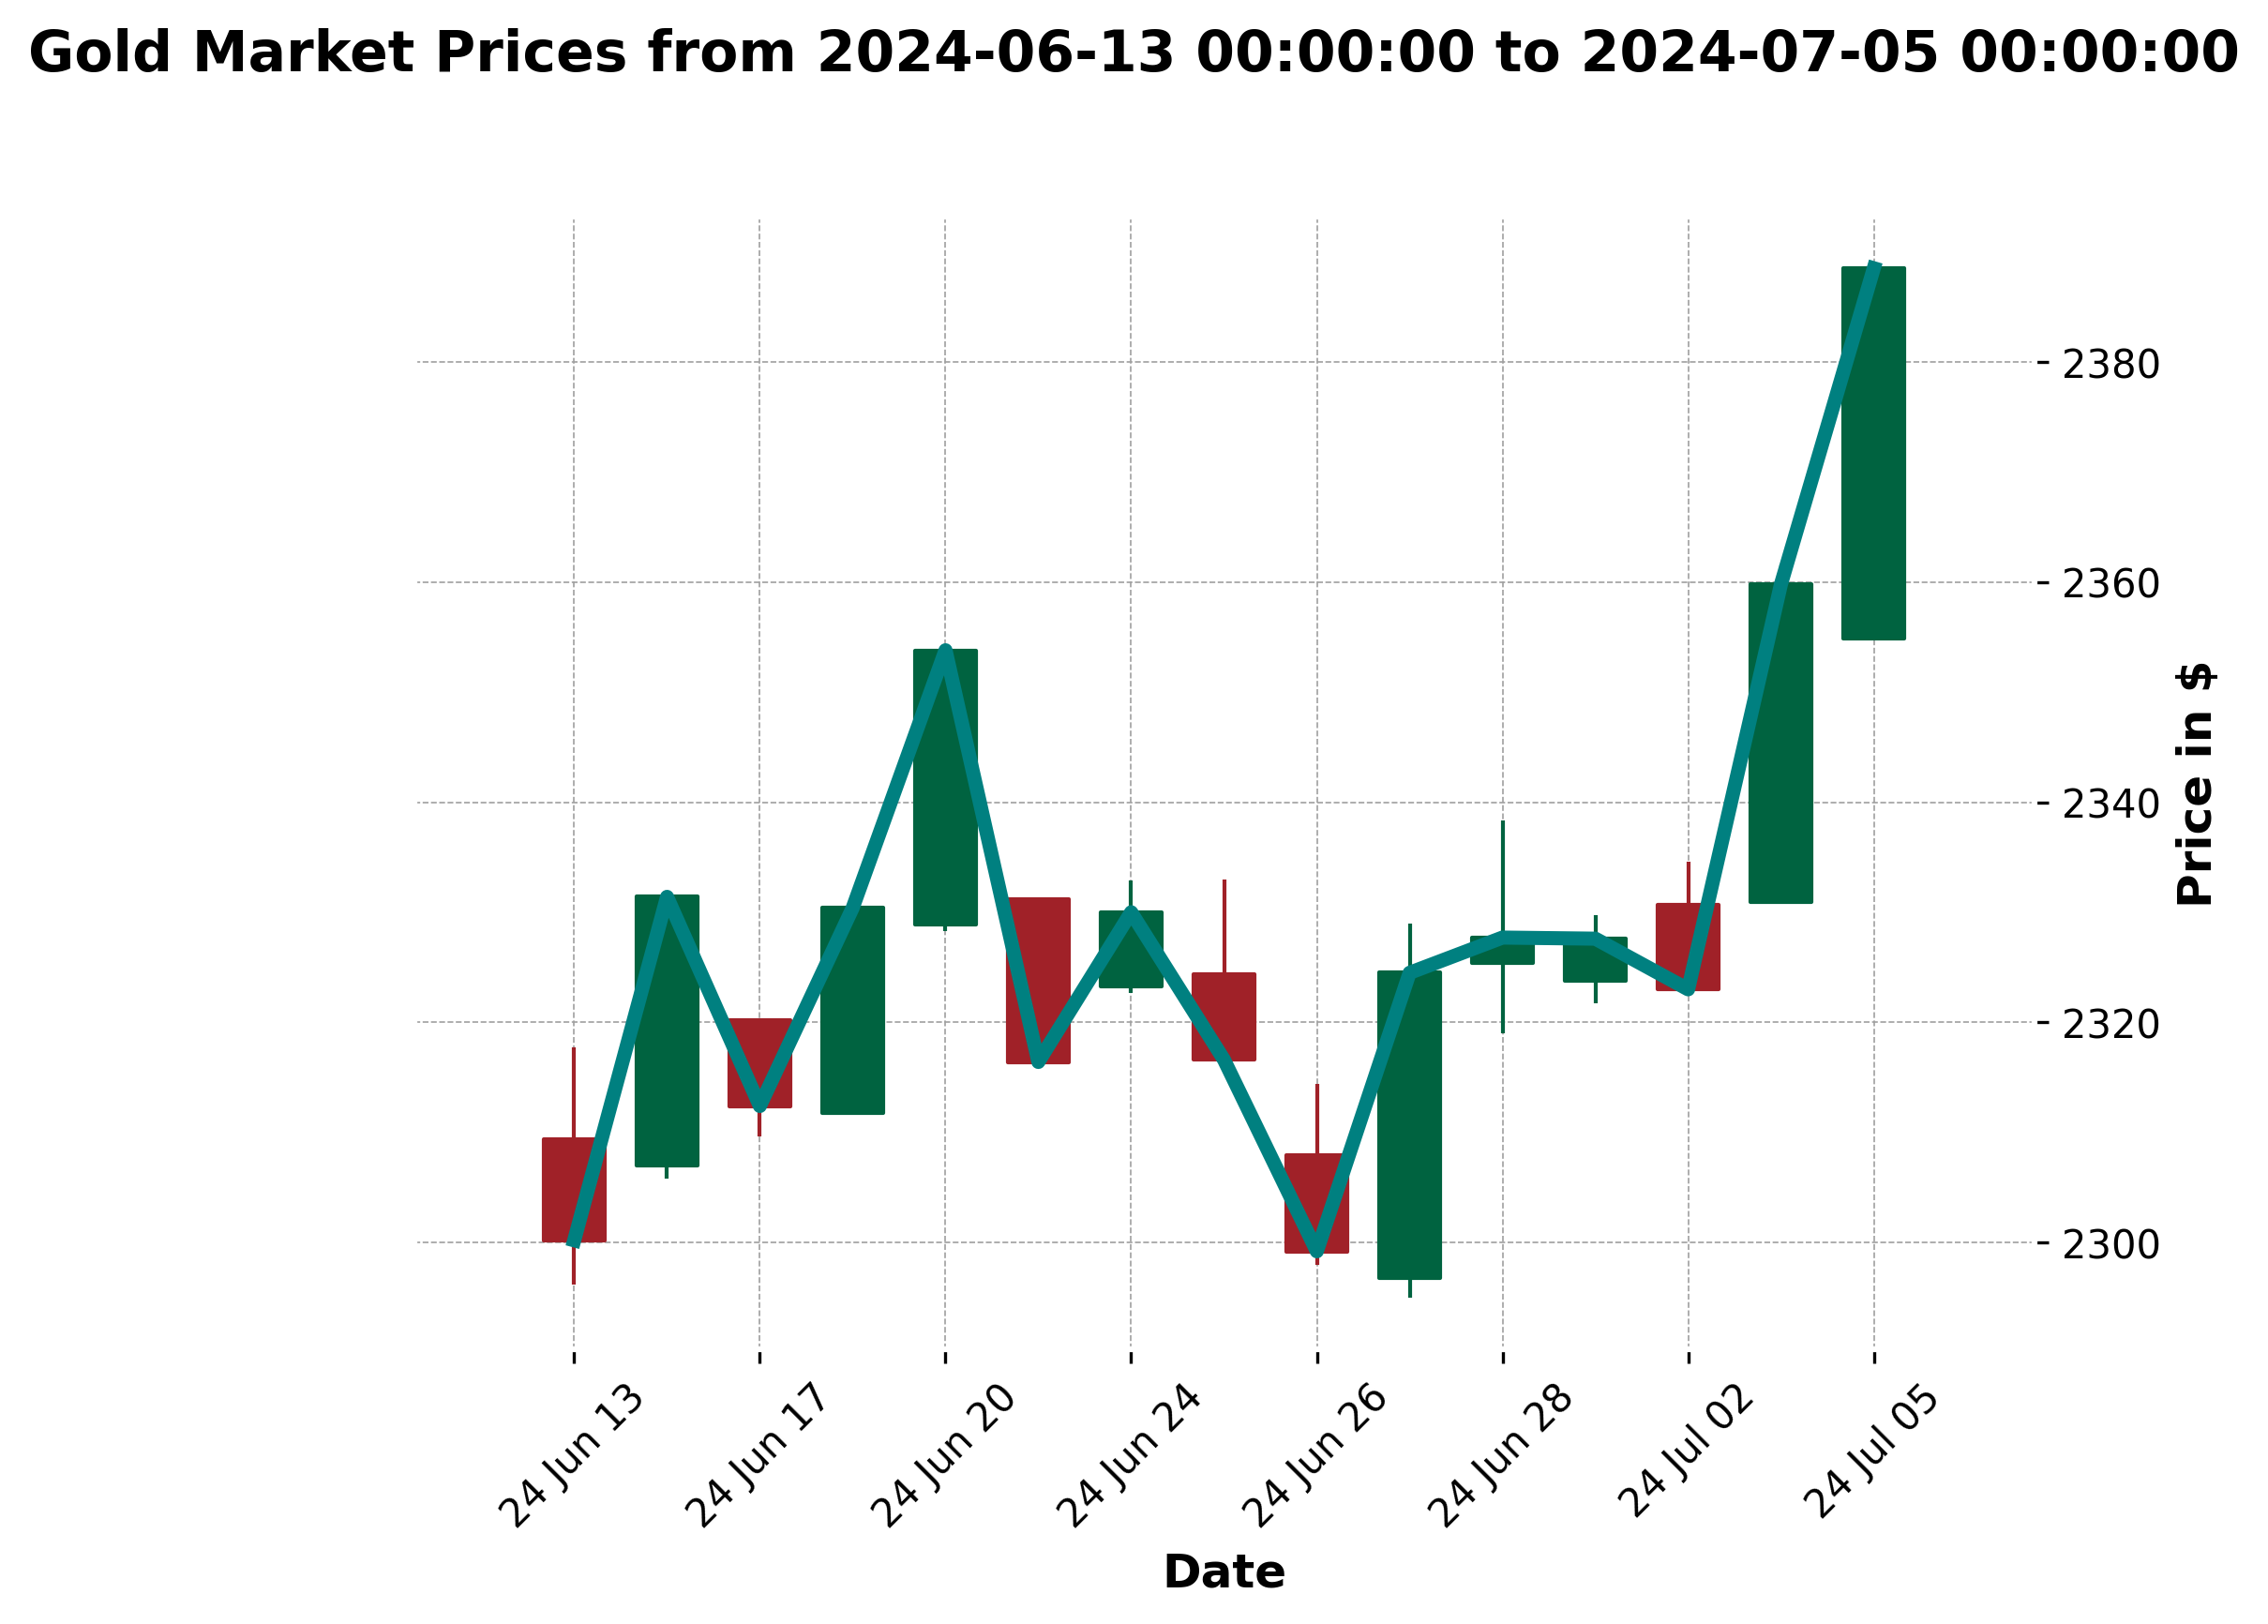 Gold Market Prices from 2024-06-13 00:00:00 to 2024-07-05 00:00:00
2380
2360
2340
2320
2300
Price in $
24 Jun 13
24 Jun 17
24 Jun 20
24 Jun 24
24 Jun 26
24 Jun 28
24 Jul 02
24 Jul 05
Date